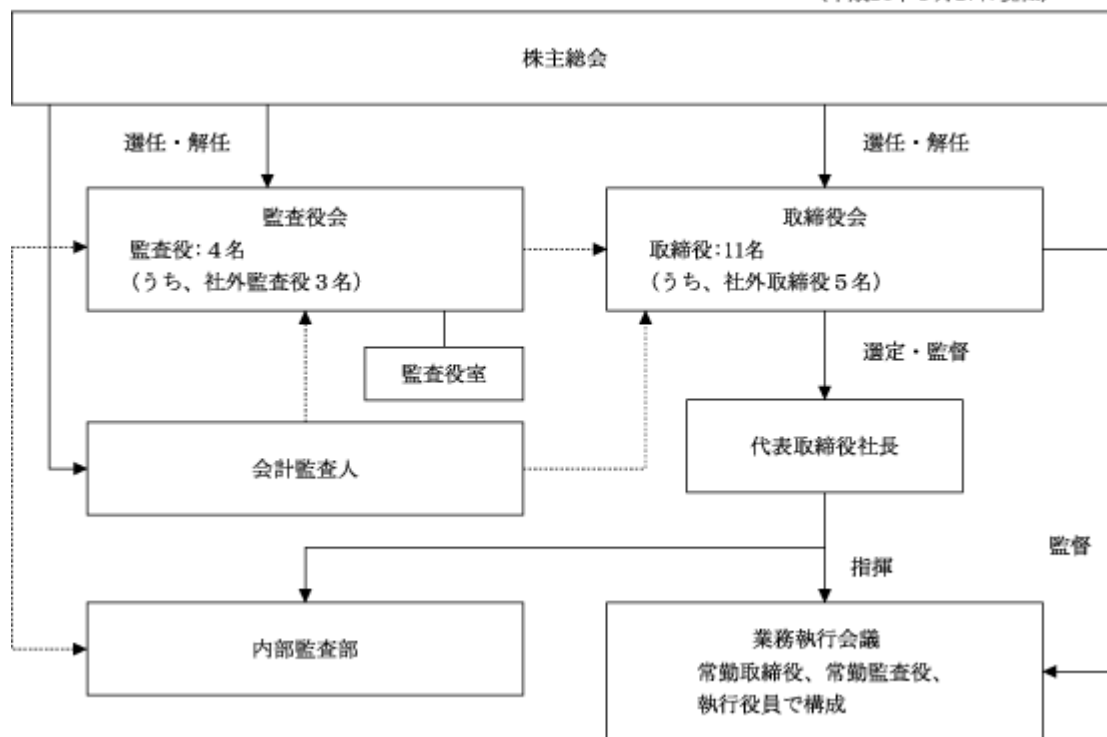 株主総会
選任・解任
選任・解任
監査役会
監査役:4名
(うち、社外監査役3名)
取締役会
取締役:11名
(うち、社外取締役5名)
選定・監督
監査役室
代表取締役社長
会計監査人
監督
指揮
内部監査部
業務執行会議
常勤取締役、常勤監査役、
執行役員で構成